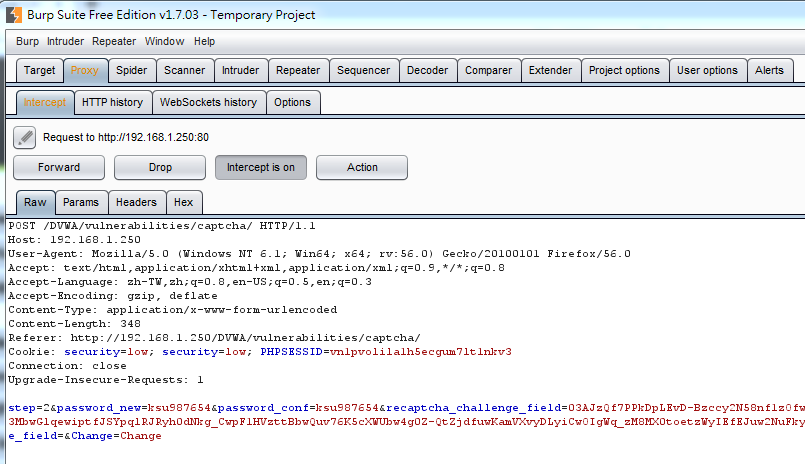 Burp Suite Free Edition v1.7.03 - Temporary Project
Burp Intruder Repeater Window Help
Target Proxy Spider Scanner Intruder Repeater Sequencer Decoder Comparer Extender Project options User options Alerts
Intercept HTTP history WebSockets history Options
Request to http://192.168.1.250:80
Forward Drop Intercept is on Action
Raw Params Headers Hex
POST /DVWA/vulnerabilities/captcha/ HTTP/1.1
Host: 192.168.1.250
User-Agent: Mozilla/5.0 (Windows NT 6.1; Win64; x64; rv:56.0) Gecko/20100101 Firefox/56.0
Accept: text/html,application/xhtml+xml,application/xml;q=0.9,*/*;q=0.8
Accept-Language: zh-TW,zh;q=0.8,en-US;q=0.5,en;q=0.3
Accept-Encoding: gzip, deflate
Content-Type: application/x-www-form-urlencoded
Content-Length: 348
Referer: http://192.168.1.250/DVWA/vulnerabilities/captcha/
Cookie: security=low; security=low; PHPSESSID=
Connection: close
Upgrade-Insecure-Requests: 1
step=2&password_new=ksu987654&password_conf=ksu987654&recaptcha_challenge_field=
e_field=&Change=Change